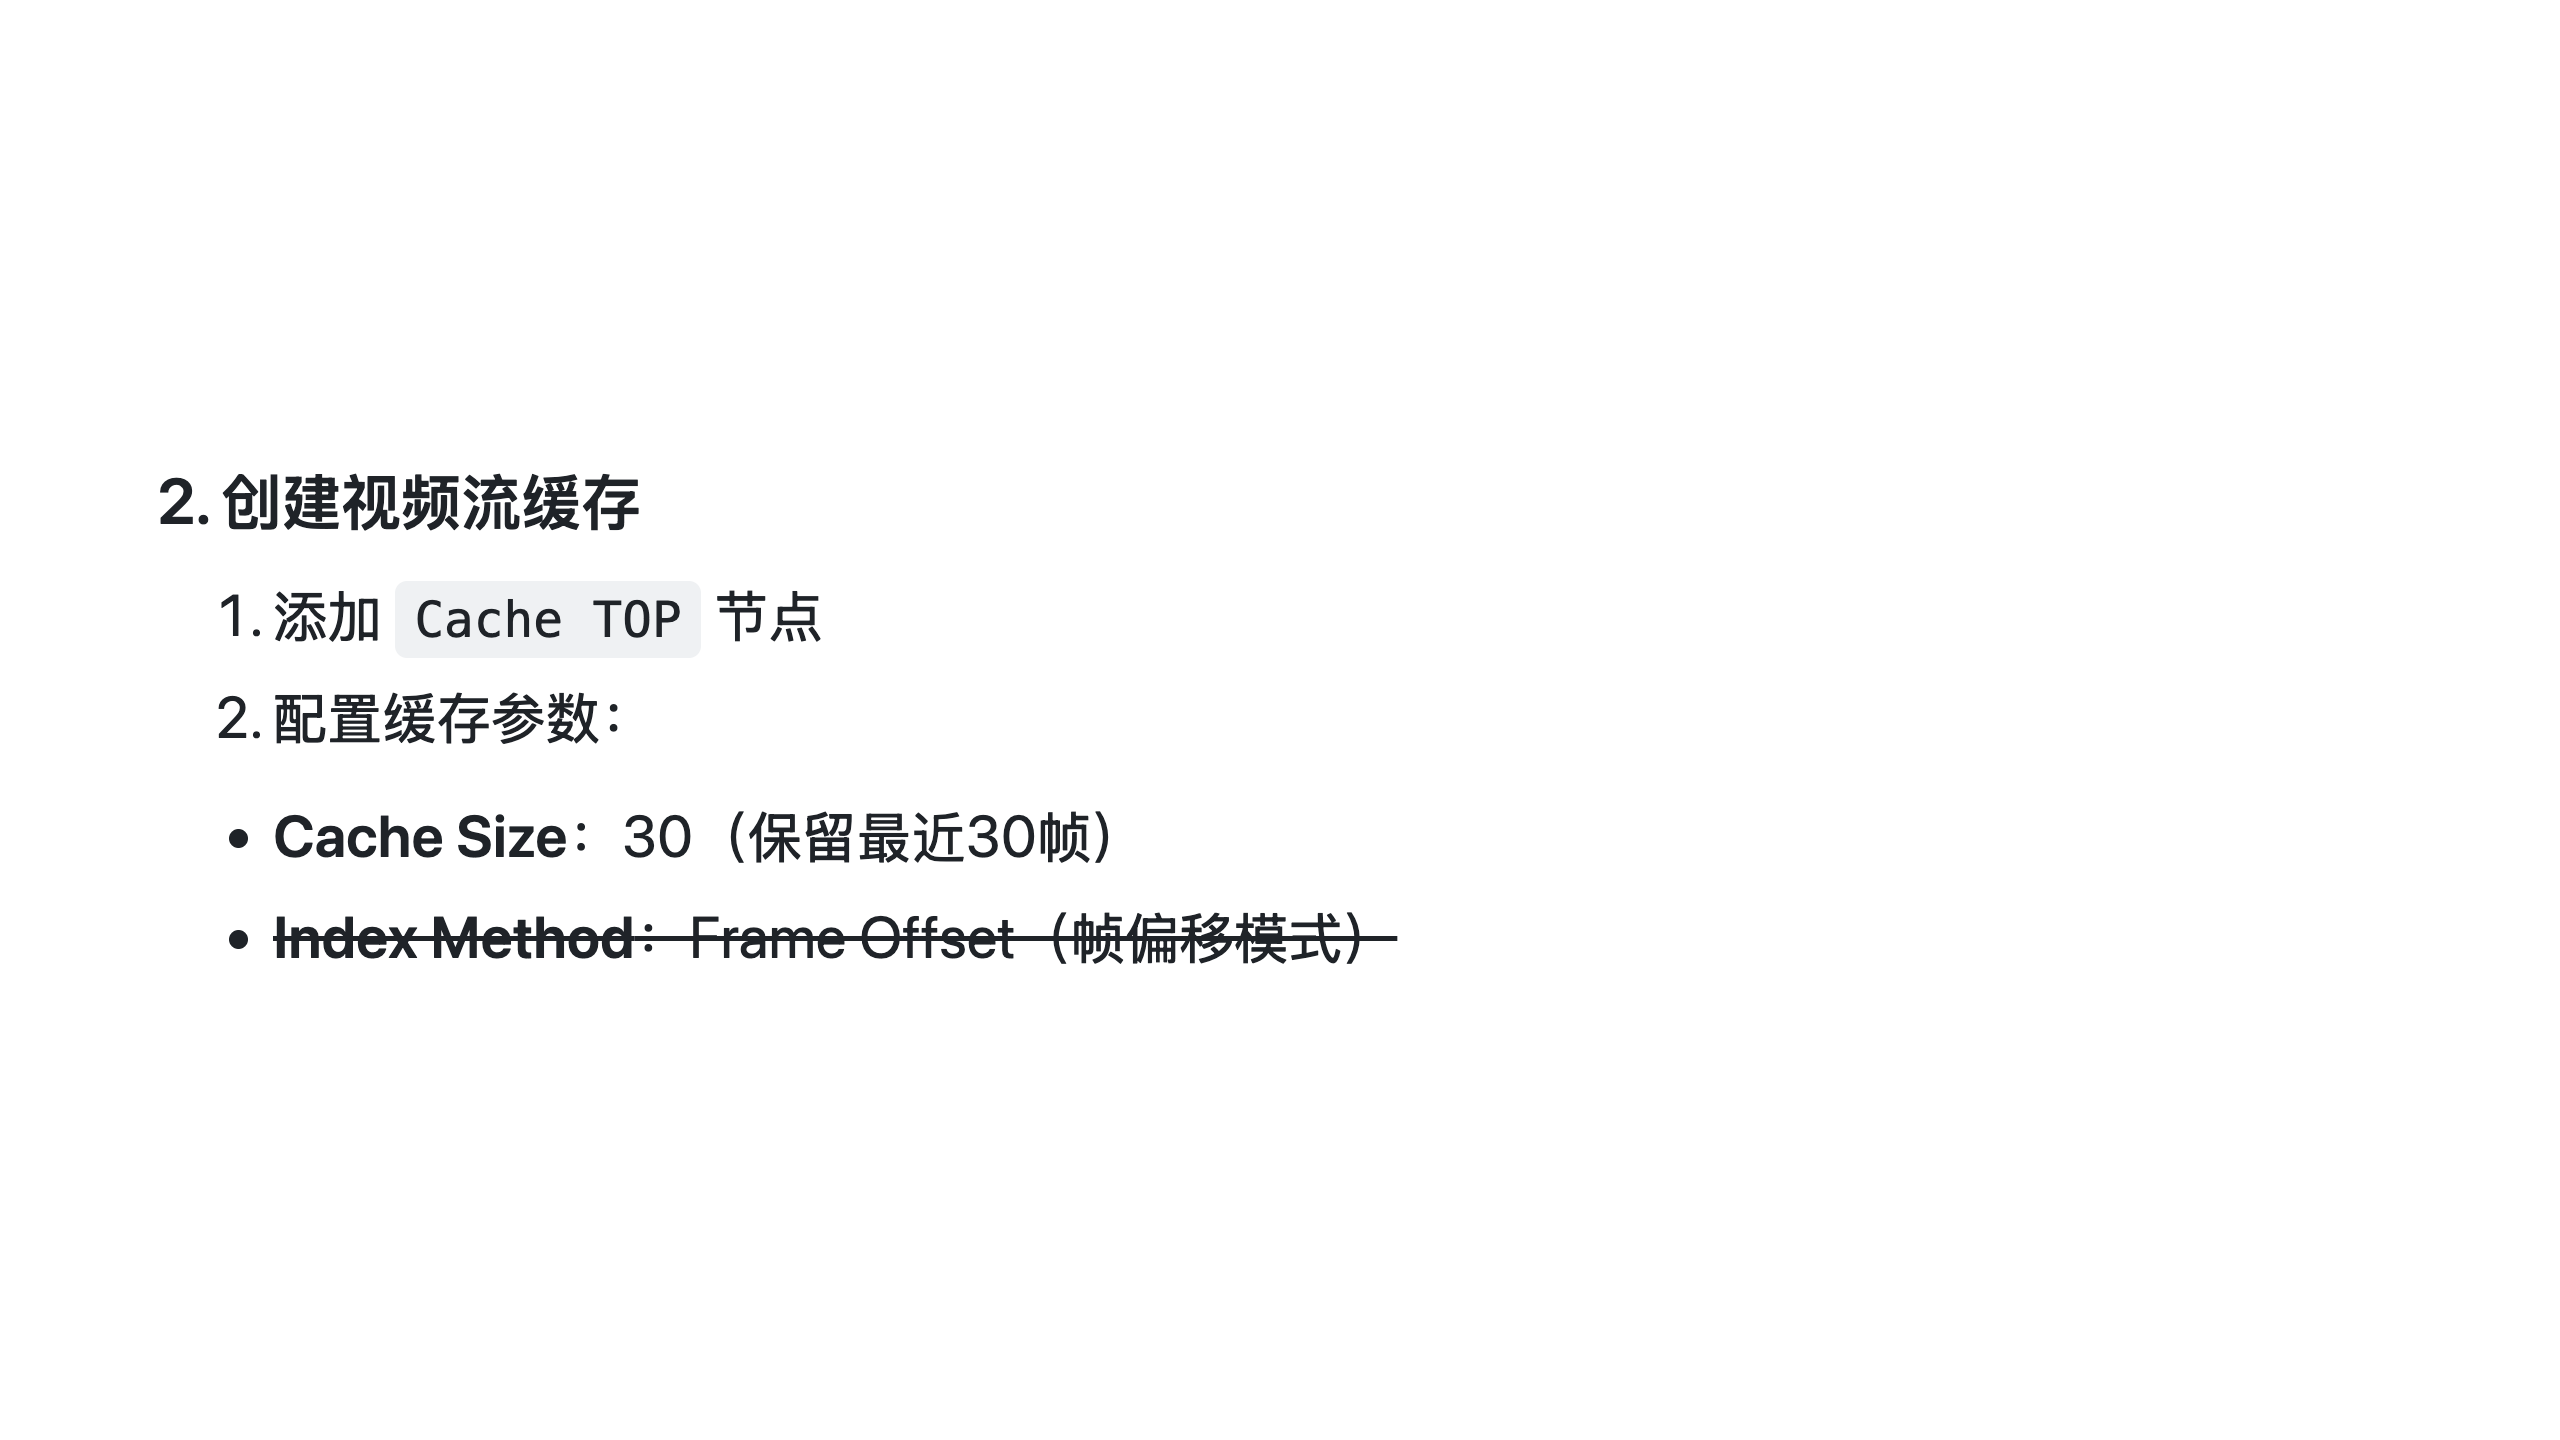 2. 创建视频流缓存
1. 添加 Cache TOP 节点
2. 配置缓存参数：
• Cache Size：30（保留最近30帧）
• Index Method：Frame Offset（帧偏移模式）